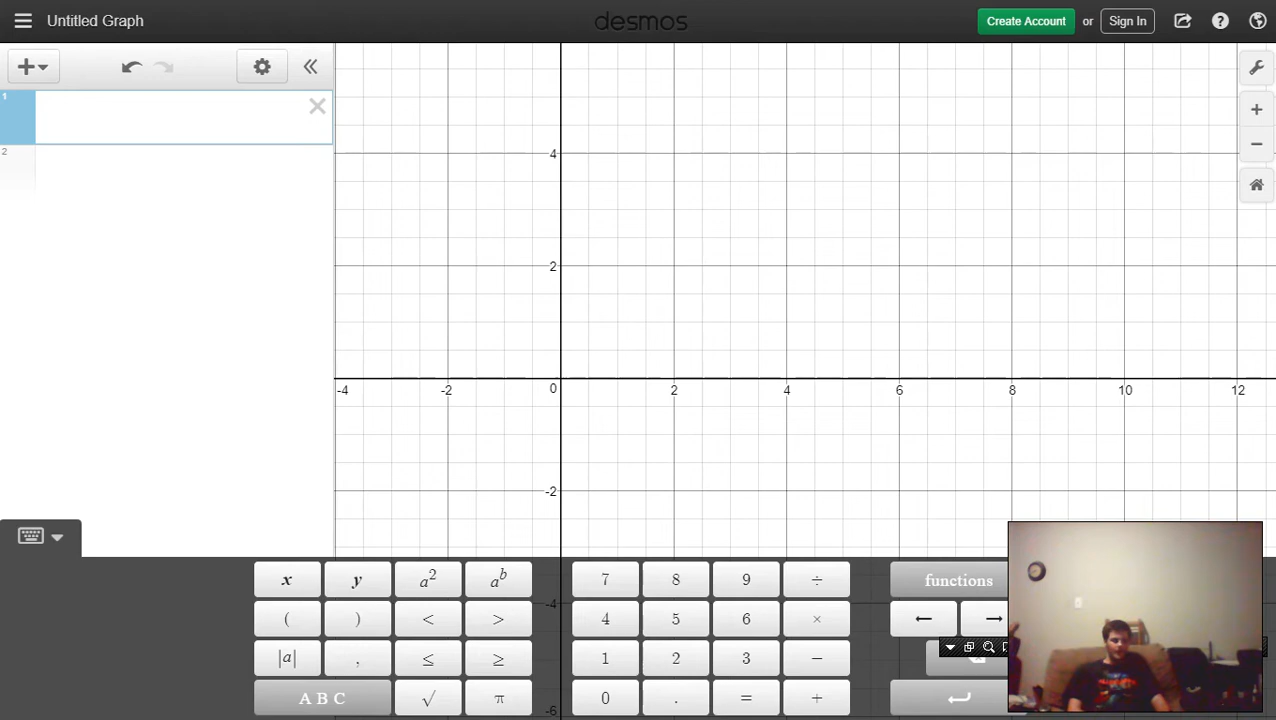 Untitled Graph
desmos
Create Account or Sign In
1
2
4
2
-4 -2 0 2 4 6 8 10 12
-2
-4
-6
x y a² aᵇ 7 8 9 ÷ functions
( ) < > 4 5 6 × ← →
|a| , ≤ ≥ 1 2 3 −
A B C √ π 0 . = +